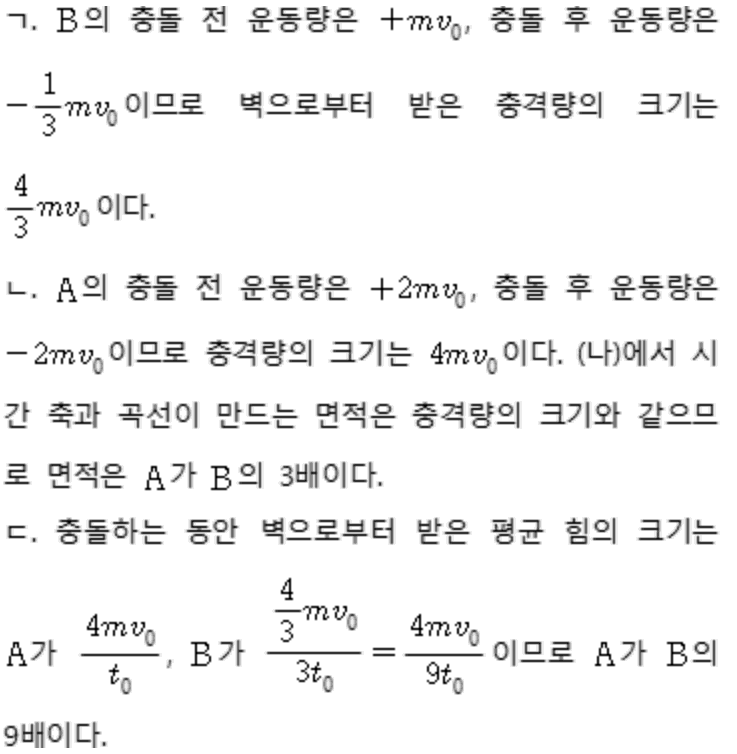 ㄱ. B의 충돌 전 운동량은 +mv₀, 충돌 후 운동량은
−1/3 mv₀이므로 벽으로부터 받은 충격량의 크기는
4/3 mv₀이다.
ㄴ. A의 충돌 전 운동량은 +2mv₀, 충돌 후 운동량은
−2mv₀이므로 충격량의 크기는 4mv₀이다. (나)에서 시
간 축과 곡선이 만드는 면적은 충격량의 크기와 같으므
로 면적은 A가 B의 3배이다.
ㄷ. 충돌하는 동안 벽으로부터 받은 평균 힘의 크기는
A가 4mv₀/t₀, B가 (4/3 mv₀)/3t₀ = 4mv₀/9t₀이므로 A가 B의
9배이다.